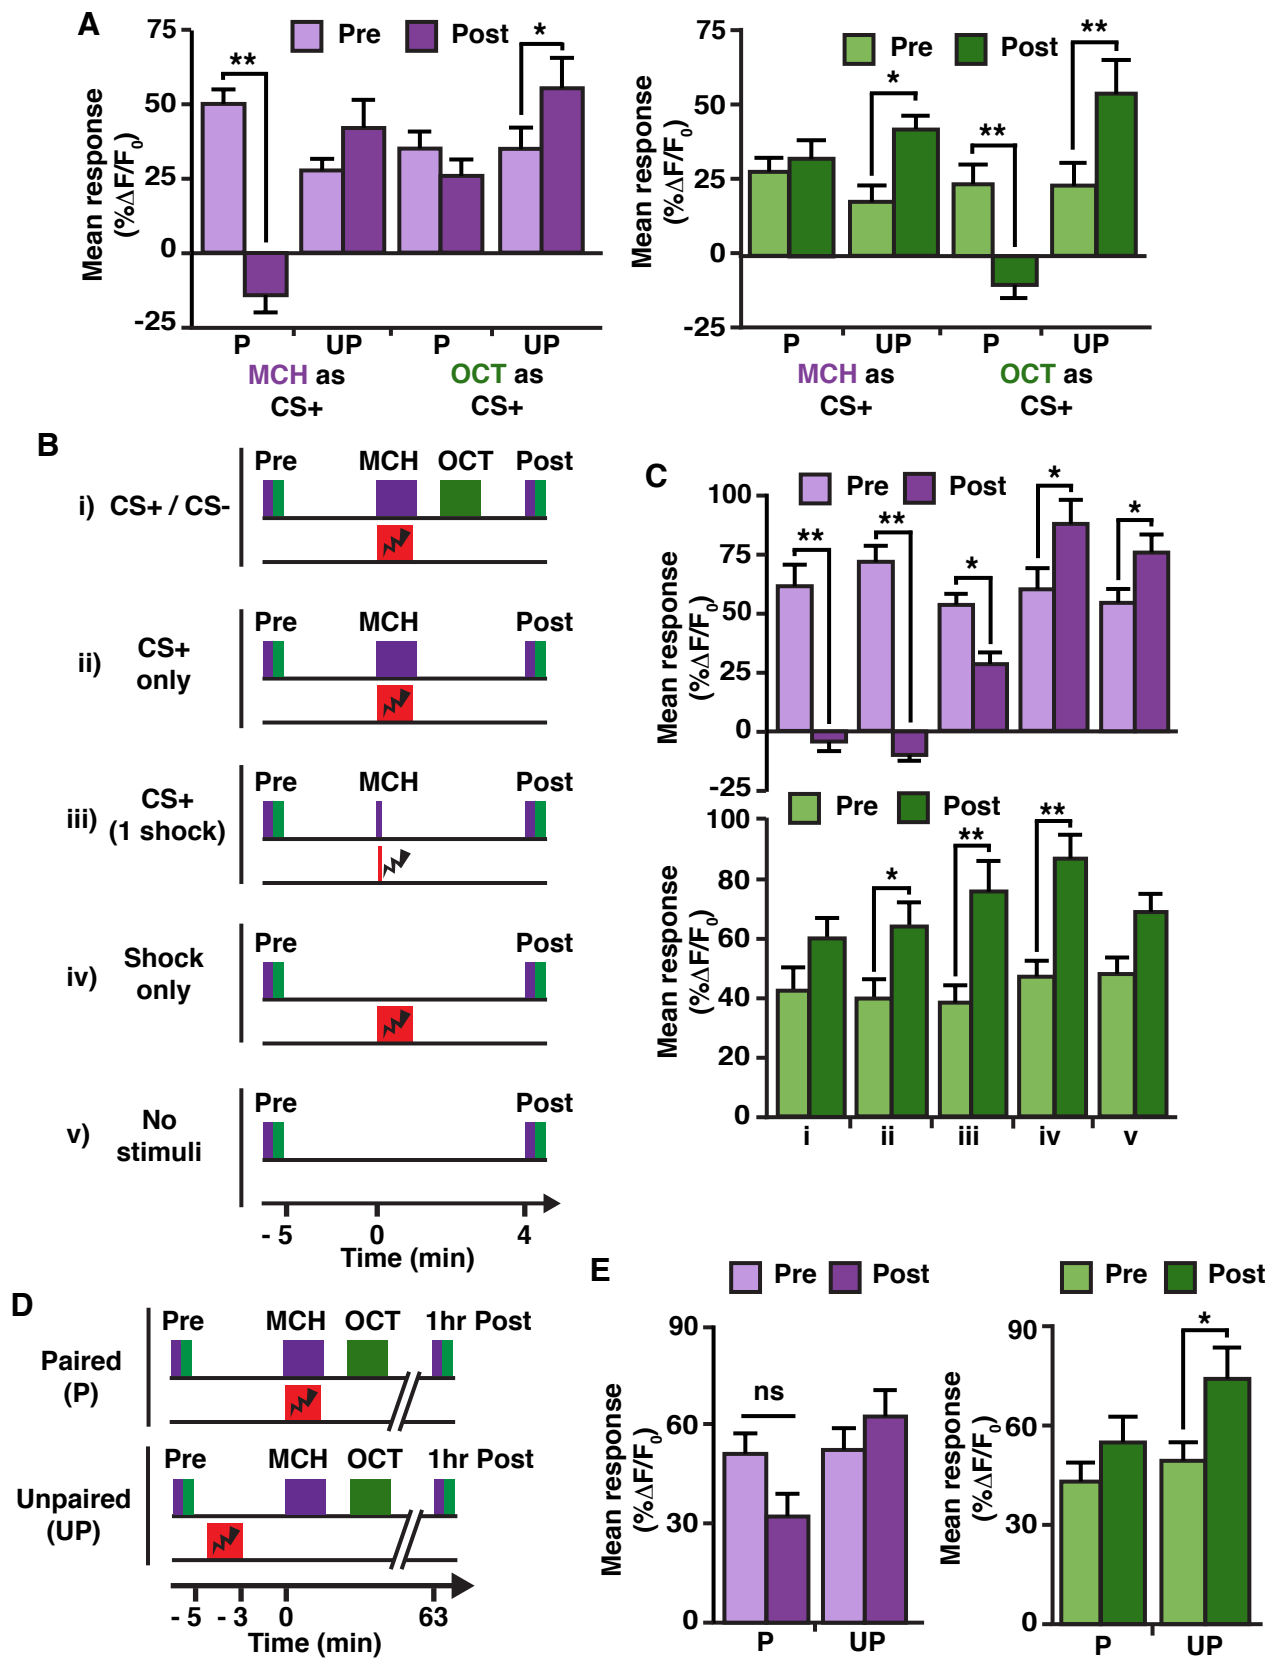 A
75
50
25
0
-25
Mean response
(%ΔF/F0)
Pre
Post
**
*
P
UP
P
UP
MCH as
CS+
OCT as
CS+
75
50
25
0
-25
Mean response
(%ΔF/F0)
Pre
Post
*
**
**
P
UP
P
UP
MCH as
CS+
OCT as
CS+
B
i) CS+ / CS-
Pre
MCH
OCT
Post
ii) CS+
only
Pre
MCH
Post
iii) CS+
(1 shock)
Pre
MCH
Post
iv) Shock
only
Pre
Post
v) No
stimuli
Pre
Post
- 5
0
4
Time (min)
C
100
75
50
25
0
-25
Mean response
(%ΔF/F0)
Pre
Post
**
**
*
*
*
100
80
60
40
20
0
Mean response
(%ΔF/F0)
Pre
Post
*
**
**
i
ii
iii
iv
v
D
Paired
(P)
Pre
MCH
OCT
1hr Post
Unpaired
(UP)
Pre
MCH
OCT
1hr Post
- 5
- 3
0
63
Time (min)
E
90
60
30
0
Mean response
(%ΔF/F0)
Pre
Post
ns
P
UP
90
60
30
0
Mean response
(%ΔF/F0)
Pre
Post
*
P
UP